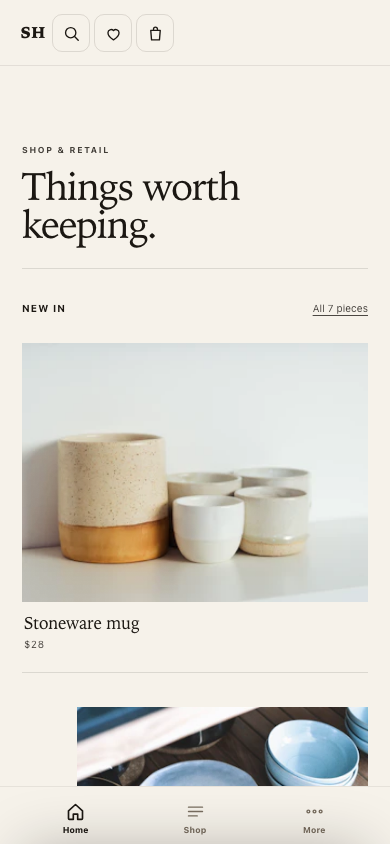 SH
SHOP & RETAIL
Things worth
keeping.
NEW IN
All 7 pieces
Stoneware mug
$28
Home
Shop
More